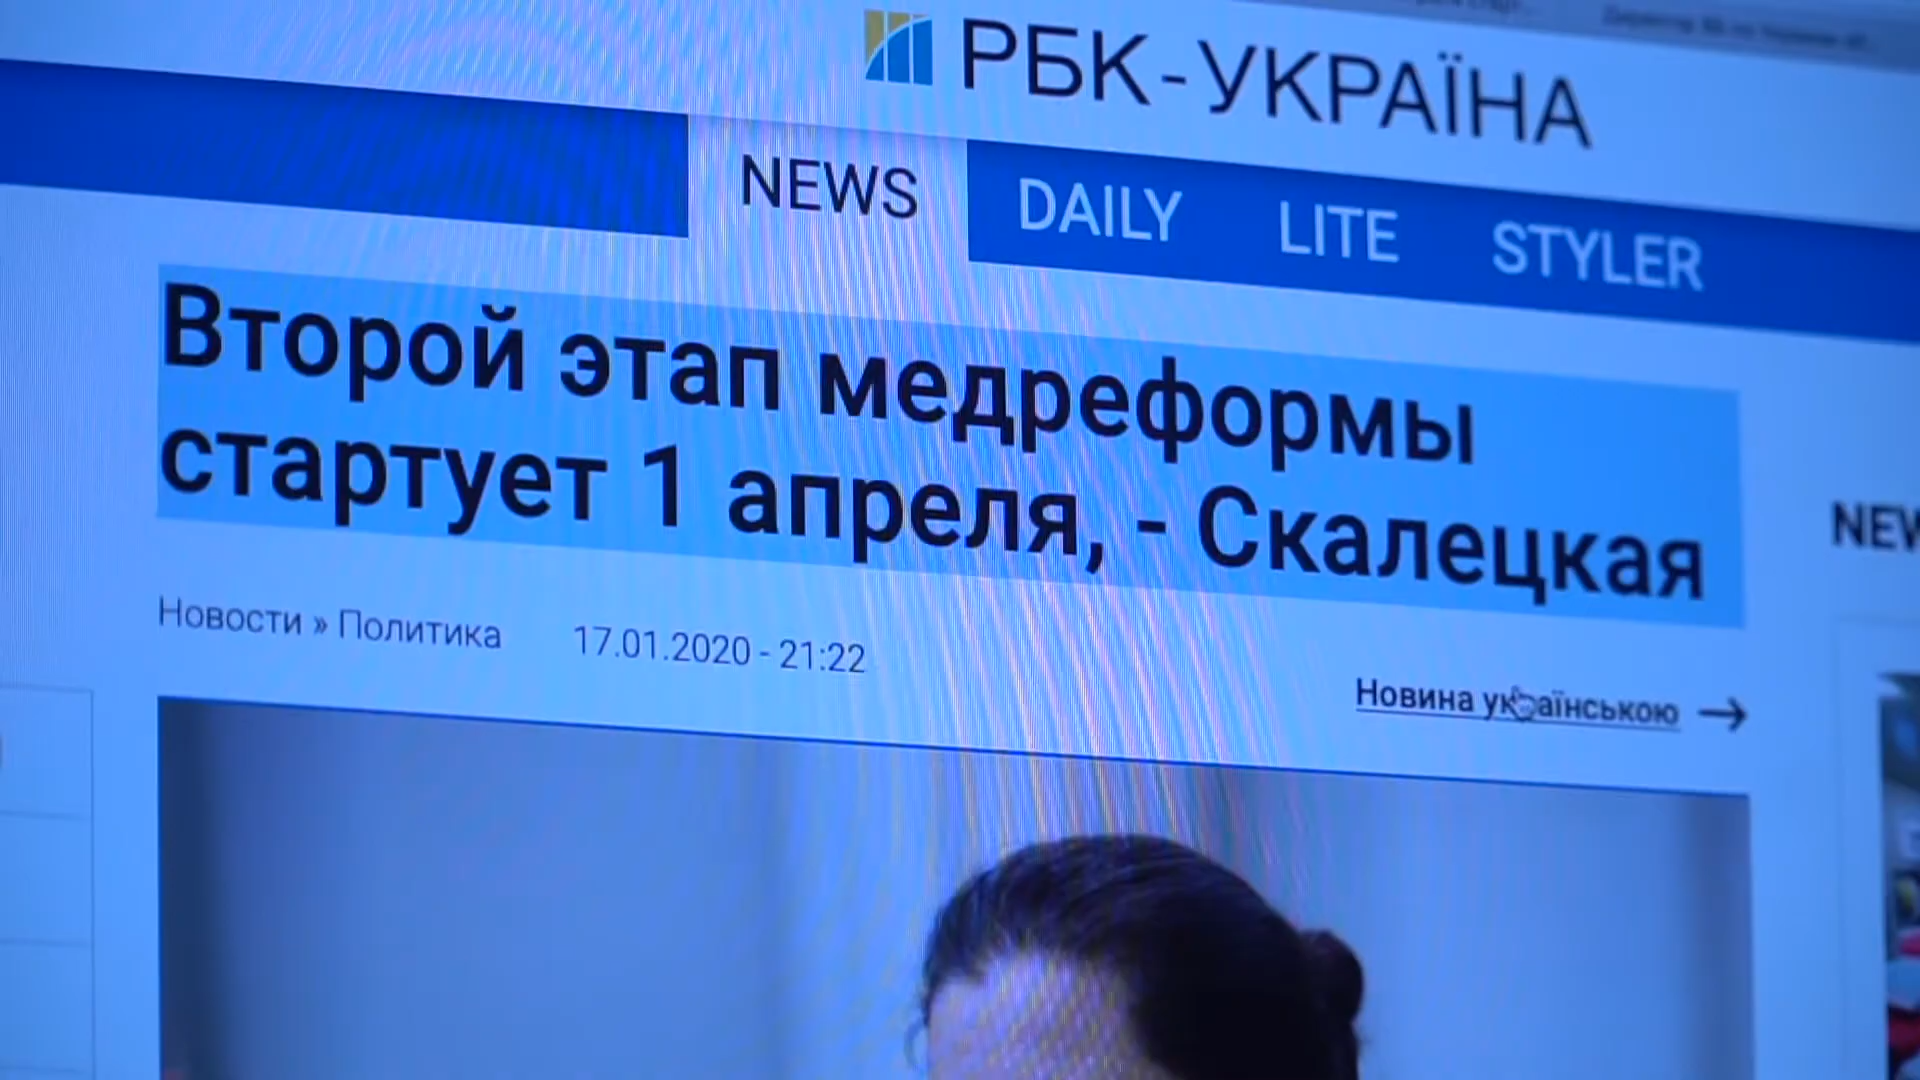 РБК-УКРАЇНА
NEWS DAILY LITE STYLER
Второй этап медреформы
стартует 1 апреля, - Скалецкая
Новости » Политика 17.01.2020 - 21:22
Новина українською →